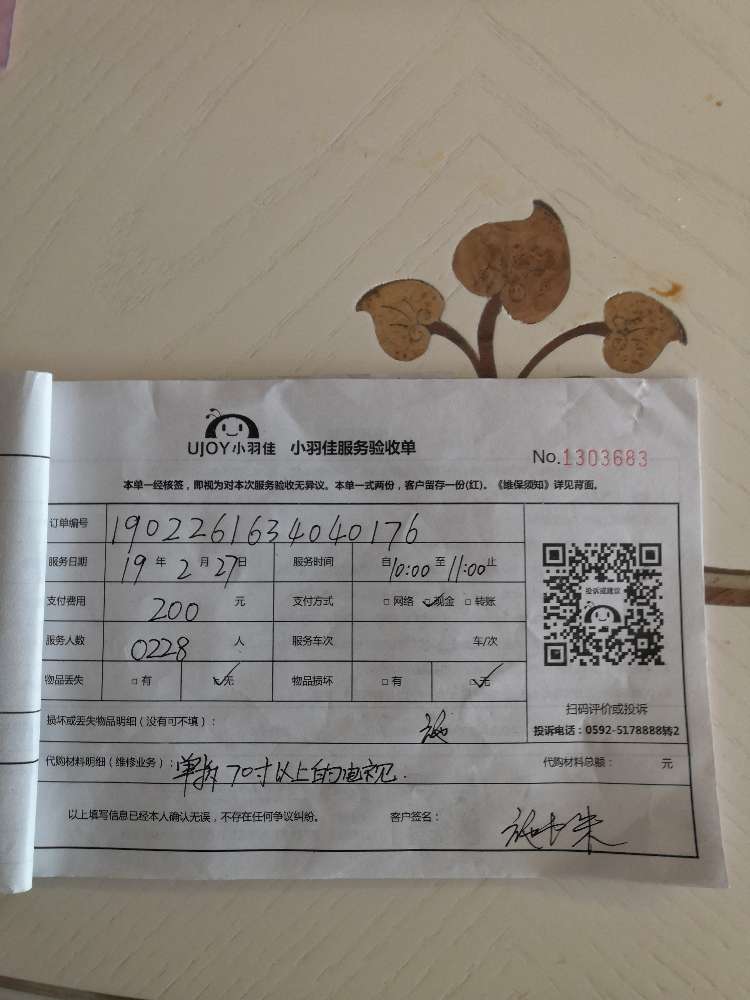 UJOY小羽佳 小羽佳服务验收单 No.1303683
本单一经核签，即视为对本次服务验收无异议。本单一式两份，客户留存一份(红)。《维保须知》详见背面。
订单编号 1902261634040176
服务日期 19年2月27日 服务时间 自10:00至11:00止
支付费用 200 元 支付方式 □网络 ☑现金 □转账
服务人数 0228 人 服务车次 车/次
物品丢失 □有 ☑无 物品损坏 □有 ☑无
投诉或建议
扫码评价或投诉
投诉电话：0592-5178888转2
损坏或丢失物品明细（没有可不填）：
代购材料明细（维修业务）：单拆70寸以上的电视. 代购材料总额： 元
以上填写信息已经本人确认无误，不存在任何争议纠纷。 客户签名：